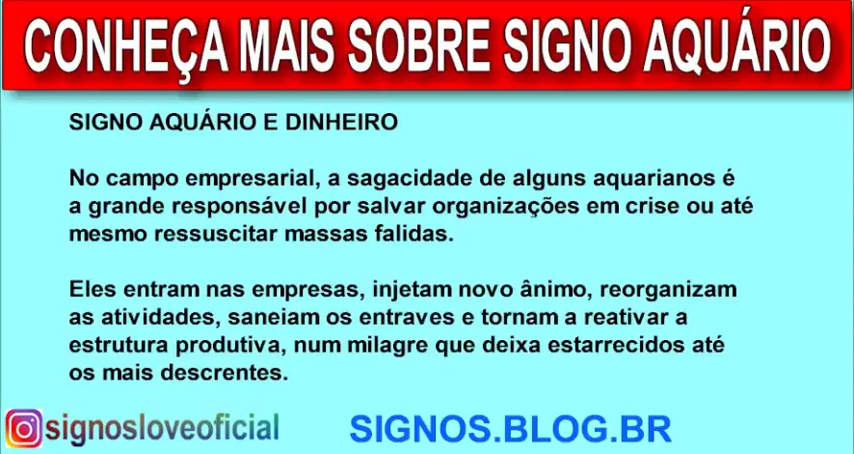 CONHEÇA MAIS SOBRE SIGNO AQUÁRIO
SIGNO AQUÁRIO E DINHEIRO
No campo empresarial, a sagacidade de alguns aquarianos é
a grande responsável por salvar organizações em crise ou até
mesmo ressuscitar massas falidas.
Eles entram nas empresas, injetam novo ânimo, reorganizam
as atividades, saneiam os entraves e tornam a reativar a
estrutura produtiva, num milagre que deixa estarrecidos até
os mais descrentes.
signosloveoficial
SIGNOS.BLOG.BR